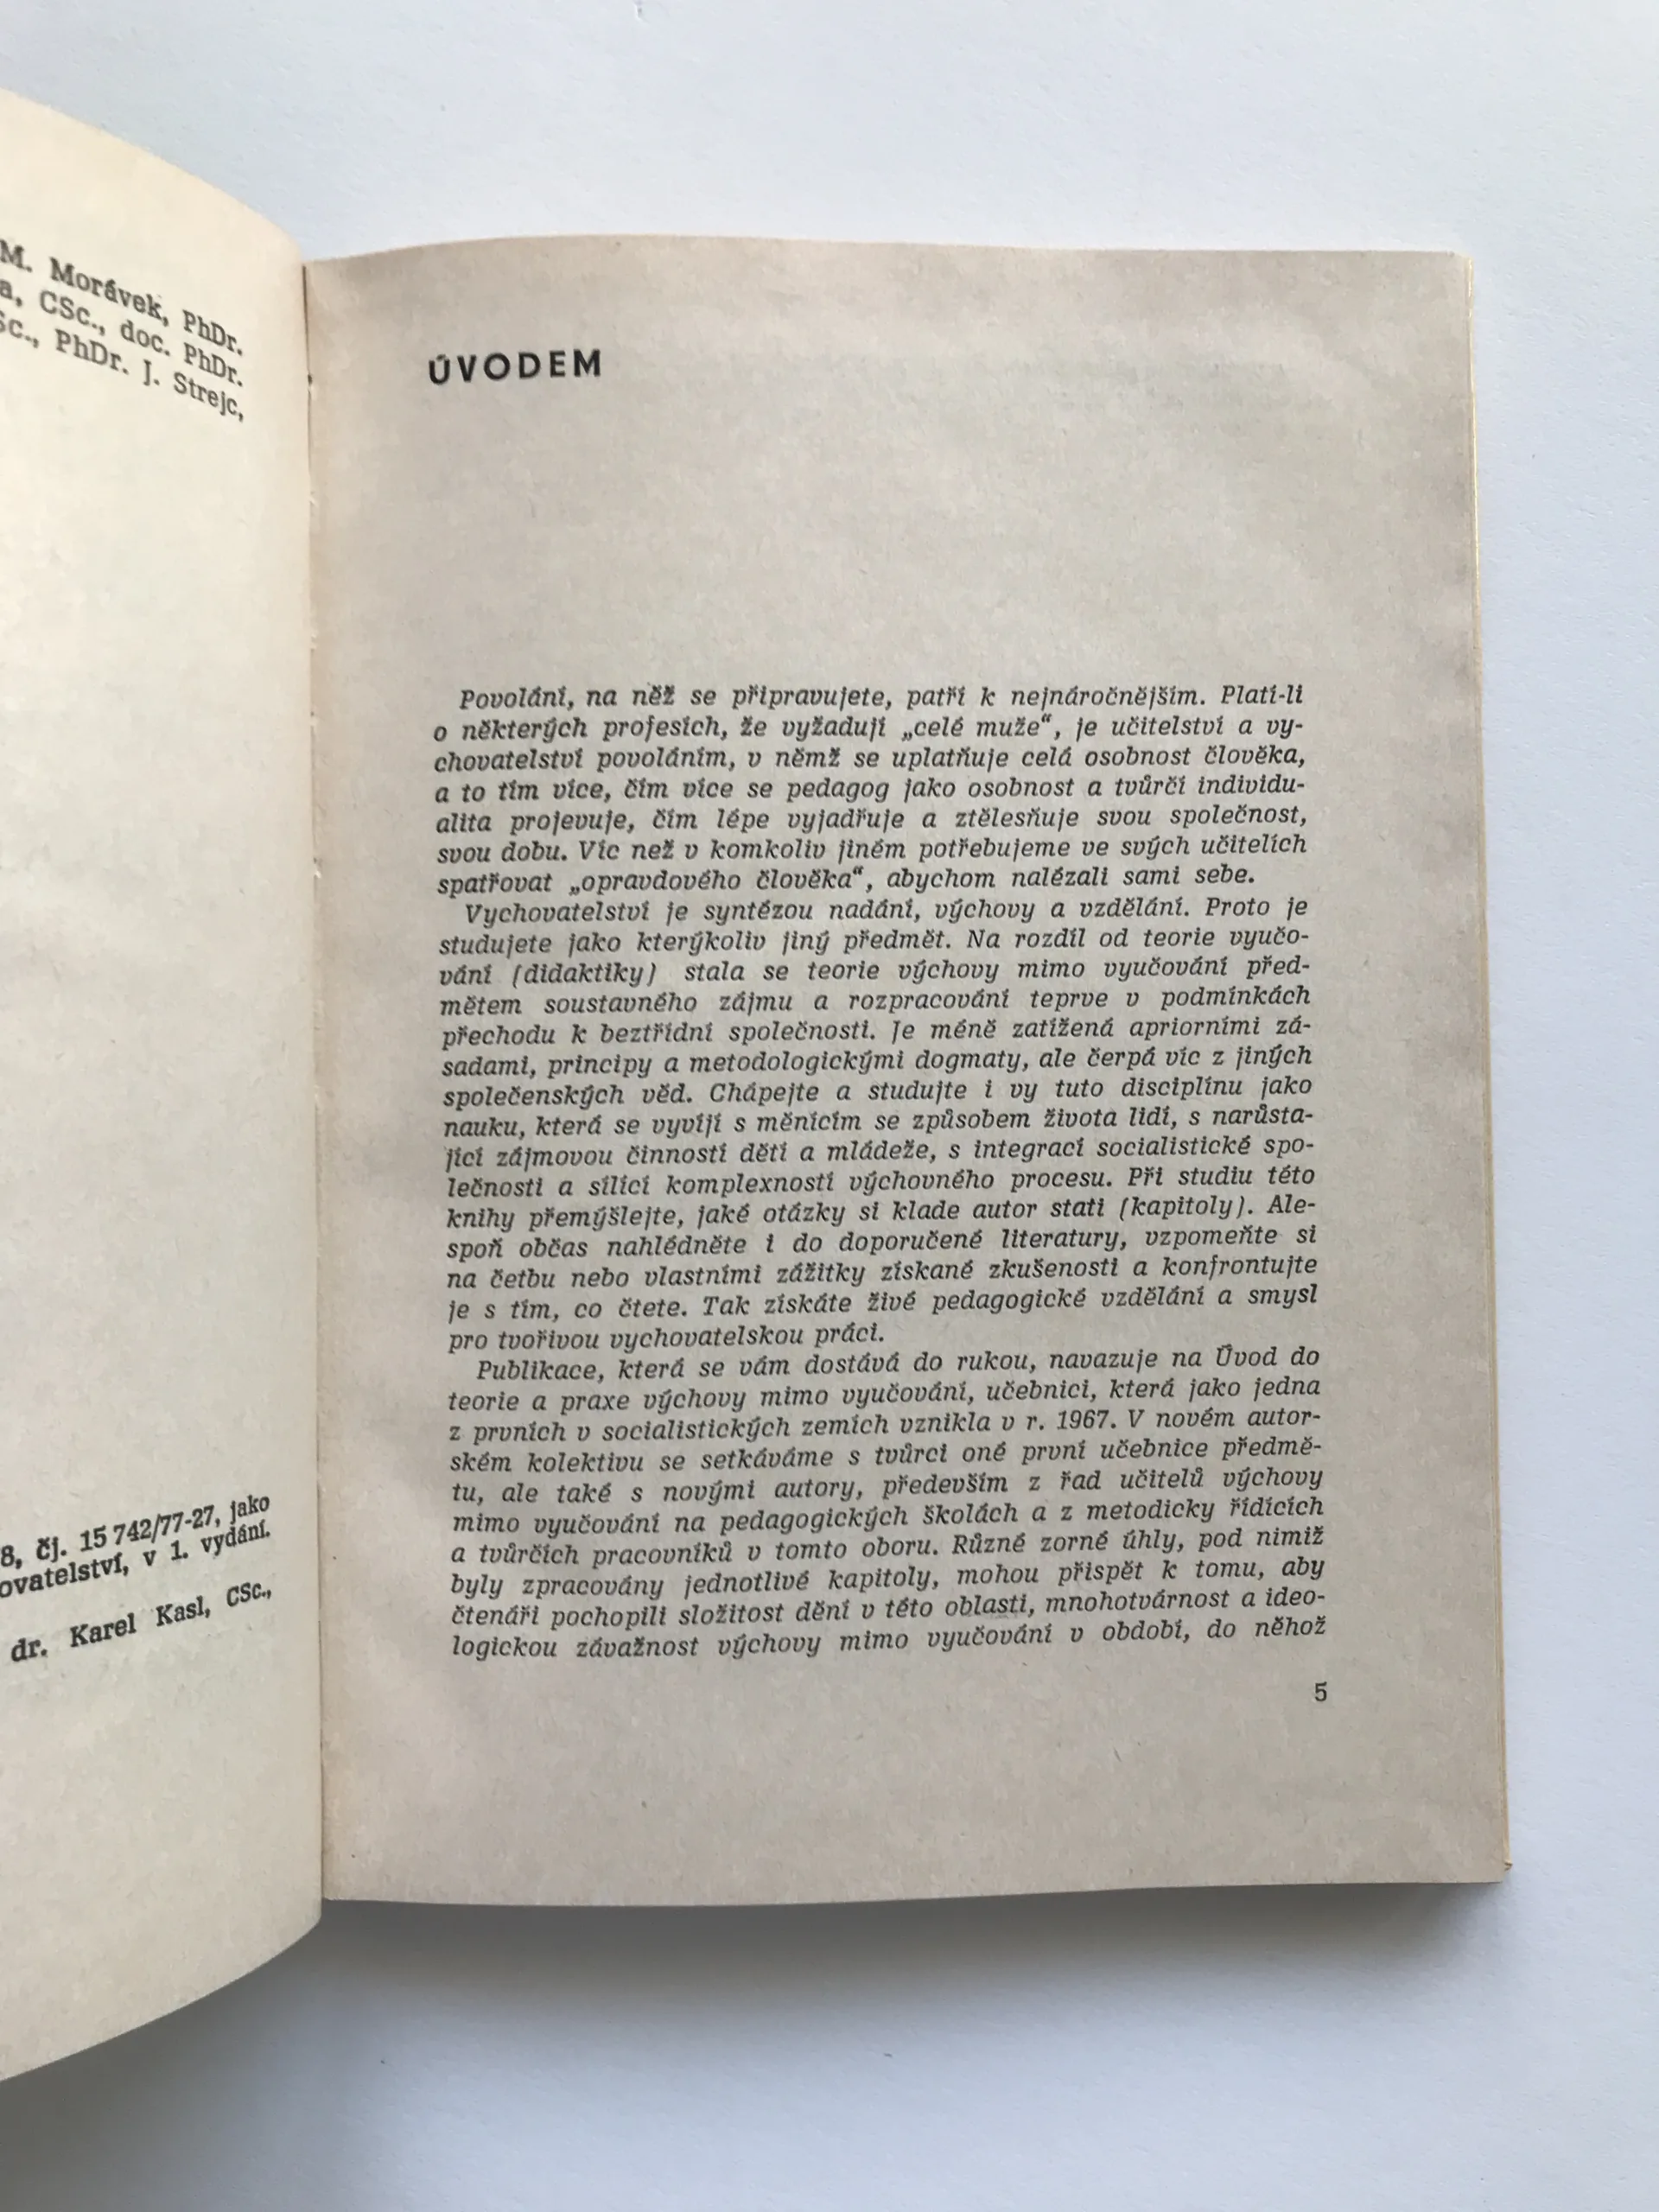 M. Morávek, PhDr.
a, CSc., doc. PhDr.
Sc., PhDr. J. Strejc,
8, čj. 15 742/77-27, jako
ovatelství, v 1. vydání.
dr. Karel Kasl, CSc.,
ÚVODEM
Povolání, na něž se připravujete, patří k nejnáročnějším. Platí-li
o některých profesích, že vyžadují „celé muže“, je učitelství a vy-
chovatelství povoláním, v němž se uplatňuje celá osobnost člověka,
a to tím více, čím více se pedagog jako osobnost a tvůrčí individu-
alita projevuje, čím lépe vyjadřuje a ztělesňuje svou společnost,
svou dobu. Víc než v komkoliv jiném potřebujeme ve svých učitelích
spatřovat „opravdového člověka“, abychom nalézali sami sebe.
Vychovatelství je syntézou nadání, výchovy a vzdělání. Proto je
studujete jako kterýkoliv jiný předmět. Na rozdíl od teorie vyučo-
vání (didaktiky) stala se teorie výchovy mimo vyučování před-
mětem soustavného zájmu a rozpracování teprve v podmínkách
přechodu k beztřídní společnosti. Je méně zatížená apriorními zá-
sadami, principy a metodologickými dogmaty, ale čerpá víc z jiných
společenských věd. Chápejte a studujte i vy tuto disciplínu jako
nauku, která se vyvíjí s měnícím se způsobem života lidí, s narůsta-
jící zájmovou činností dětí a mládeže, s integrací socialistické spo-
lečnosti a sílící komplexností výchovného procesu. Při studiu této
knihy přemýšlejte, jaké otázky si klade autor stati (kapitoly). Ale-
spoň občas nahlédněte i do doporučené literatury, vzpomeňte si
na četbu nebo vlastními zážitky získané zkušenosti a konfrontujte
je s tím, co čtete. Tak získáte živé pedagogické vzdělání a smysl
pro tvořivou vychovatelskou práci.
Publikace, která se vám dostává do rukou, navazuje na Úvod do
teorie a praxe výchovy mimo vyučování, učebnici, která jako jedna
z prvních v socialistických zemích vznikla v r. 1967. V novém autor-
ském kolektivu se setkáváme s tvůrci oné první učebnice předmě-
tu, ale také s novými autory, především z řad učitelů výchovy
mimo vyučování na pedagogických školách a z metodicky řídících
a tvůrčích pracovníků v tomto oboru. Různé zorné úhly, pod nimiž
byly zpracovány jednotlivé kapitoly, mohou přispět k tomu, aby
čtenáři pochopili složitost dění v této oblasti, mnohotvárnost a ideo-
logickou závažnost výchovy mimo vyučování v období, do něhož
5